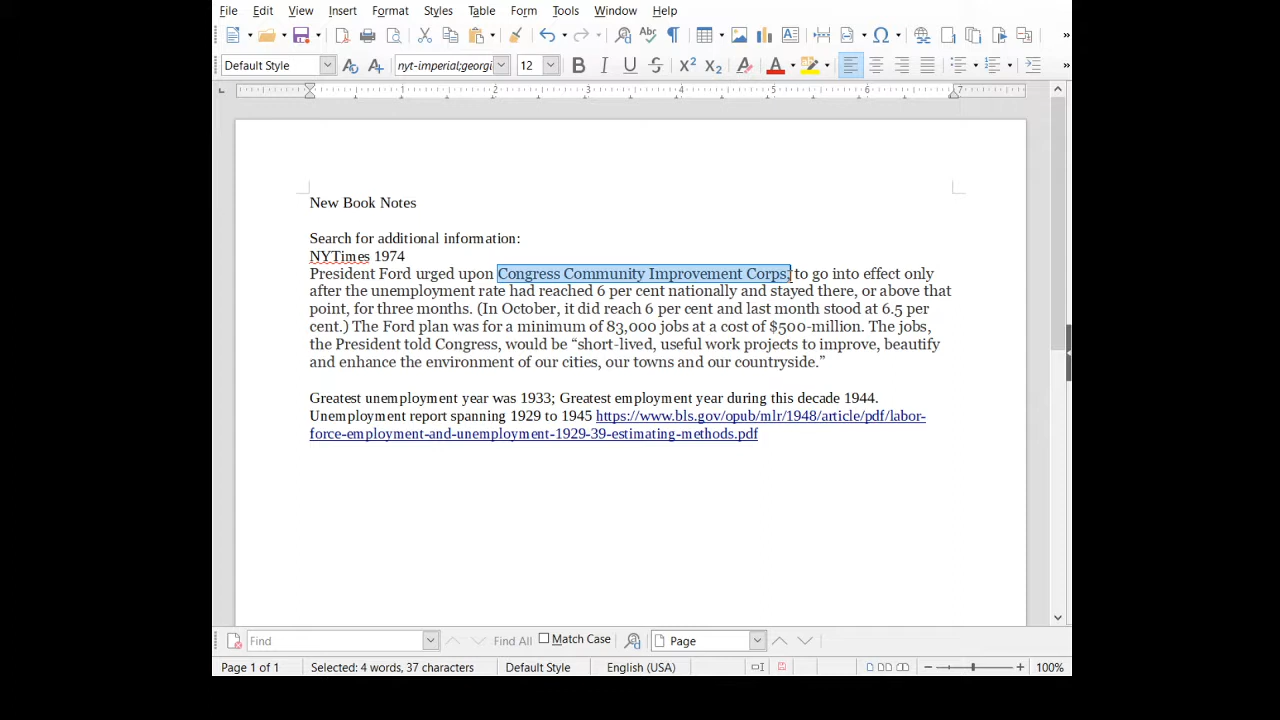 File Edit View Insert Format Styles Table Form Tools Window Help
Default Style nyt-imperial;georgi 12
1 2 3 4 5 6 7
New Book Notes
Search for additional information:
NYTimes 1974
President Ford urged upon Congress Community Improvement Corps, to go into effect only
after the unemployment rate had reached 6 per cent nationally and stayed there, or above that
point, for three months. (In October, it did reach 6 per cent and last month stood at 6.5 per
cent.) The Ford plan was for a minimum of 83,000 jobs at a cost of $500-million. The jobs,
the President told Congress, would be “short-lived, useful work projects to improve, beautify
and enhance the environment of our cities, our towns and our countryside.”
Greatest unemployment year was 1933; Greatest employment year during this decade 1944.
Unemployment report spanning 1929 to 1945 https://www.bls.gov/opub/mlr/1948/article/pdf/labor-
force-employment-and-unemployment-1929-39-estimating-methods.pdf
Find Find All Match Case Page
Page 1 of 1 Selected: 4 words, 37 characters Default Style English (USA) 100%